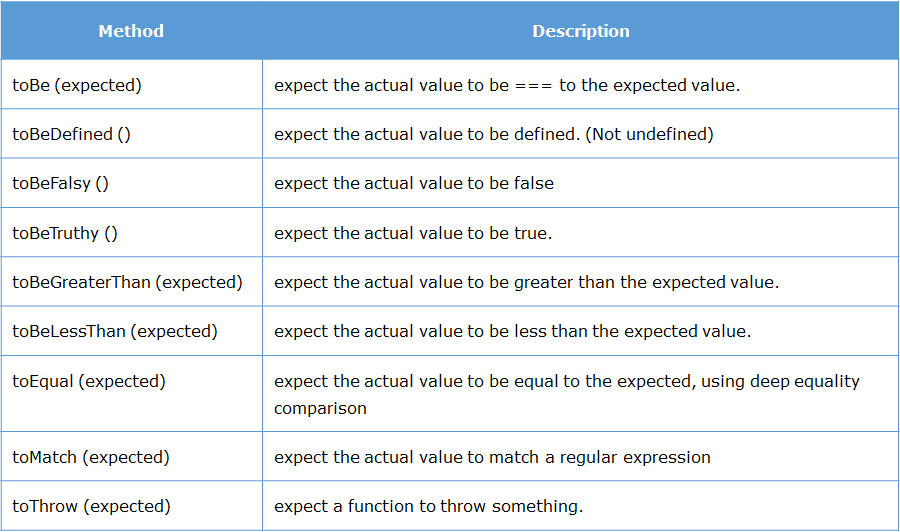 Method Description
toBe (expected) expect the actual value to be === to the expected value.
toBeDefined () expect the actual value to be defined. (Not undefined)
toBeFalsy () expect the actual value to be false
toBeTruthy () expect the actual value to be true.
toBeGreaterThan (expected) expect the actual value to be greater than the expected value.
toBeLessThan (expected) expect the actual value to be less than the expected value.
toEqual (expected) expect the actual value to be equal to the expected, using deep equality
comparison
toMatch (expected) expect the actual value to match a regular expression
toThrow (expected) expect a function to throw something.